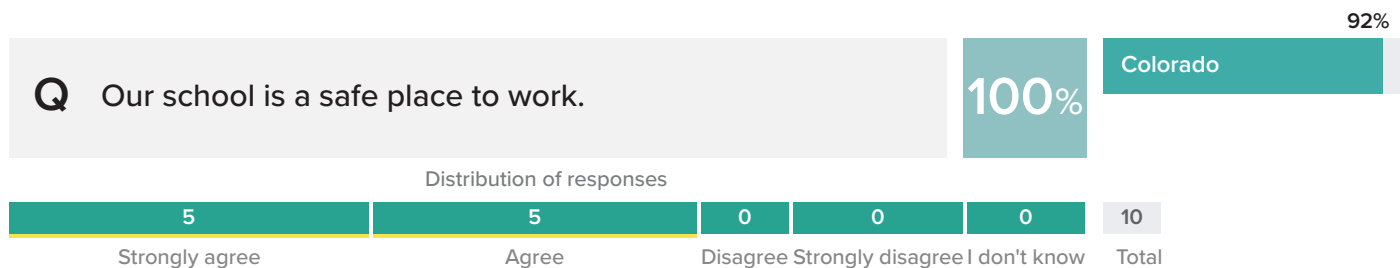 92%
Q Our school is a safe place to work.
100%
Colorado
Distribution of responses
5 5 0 0 0 10
Strongly agree Agree Disagree Strongly disagree I don't know Total